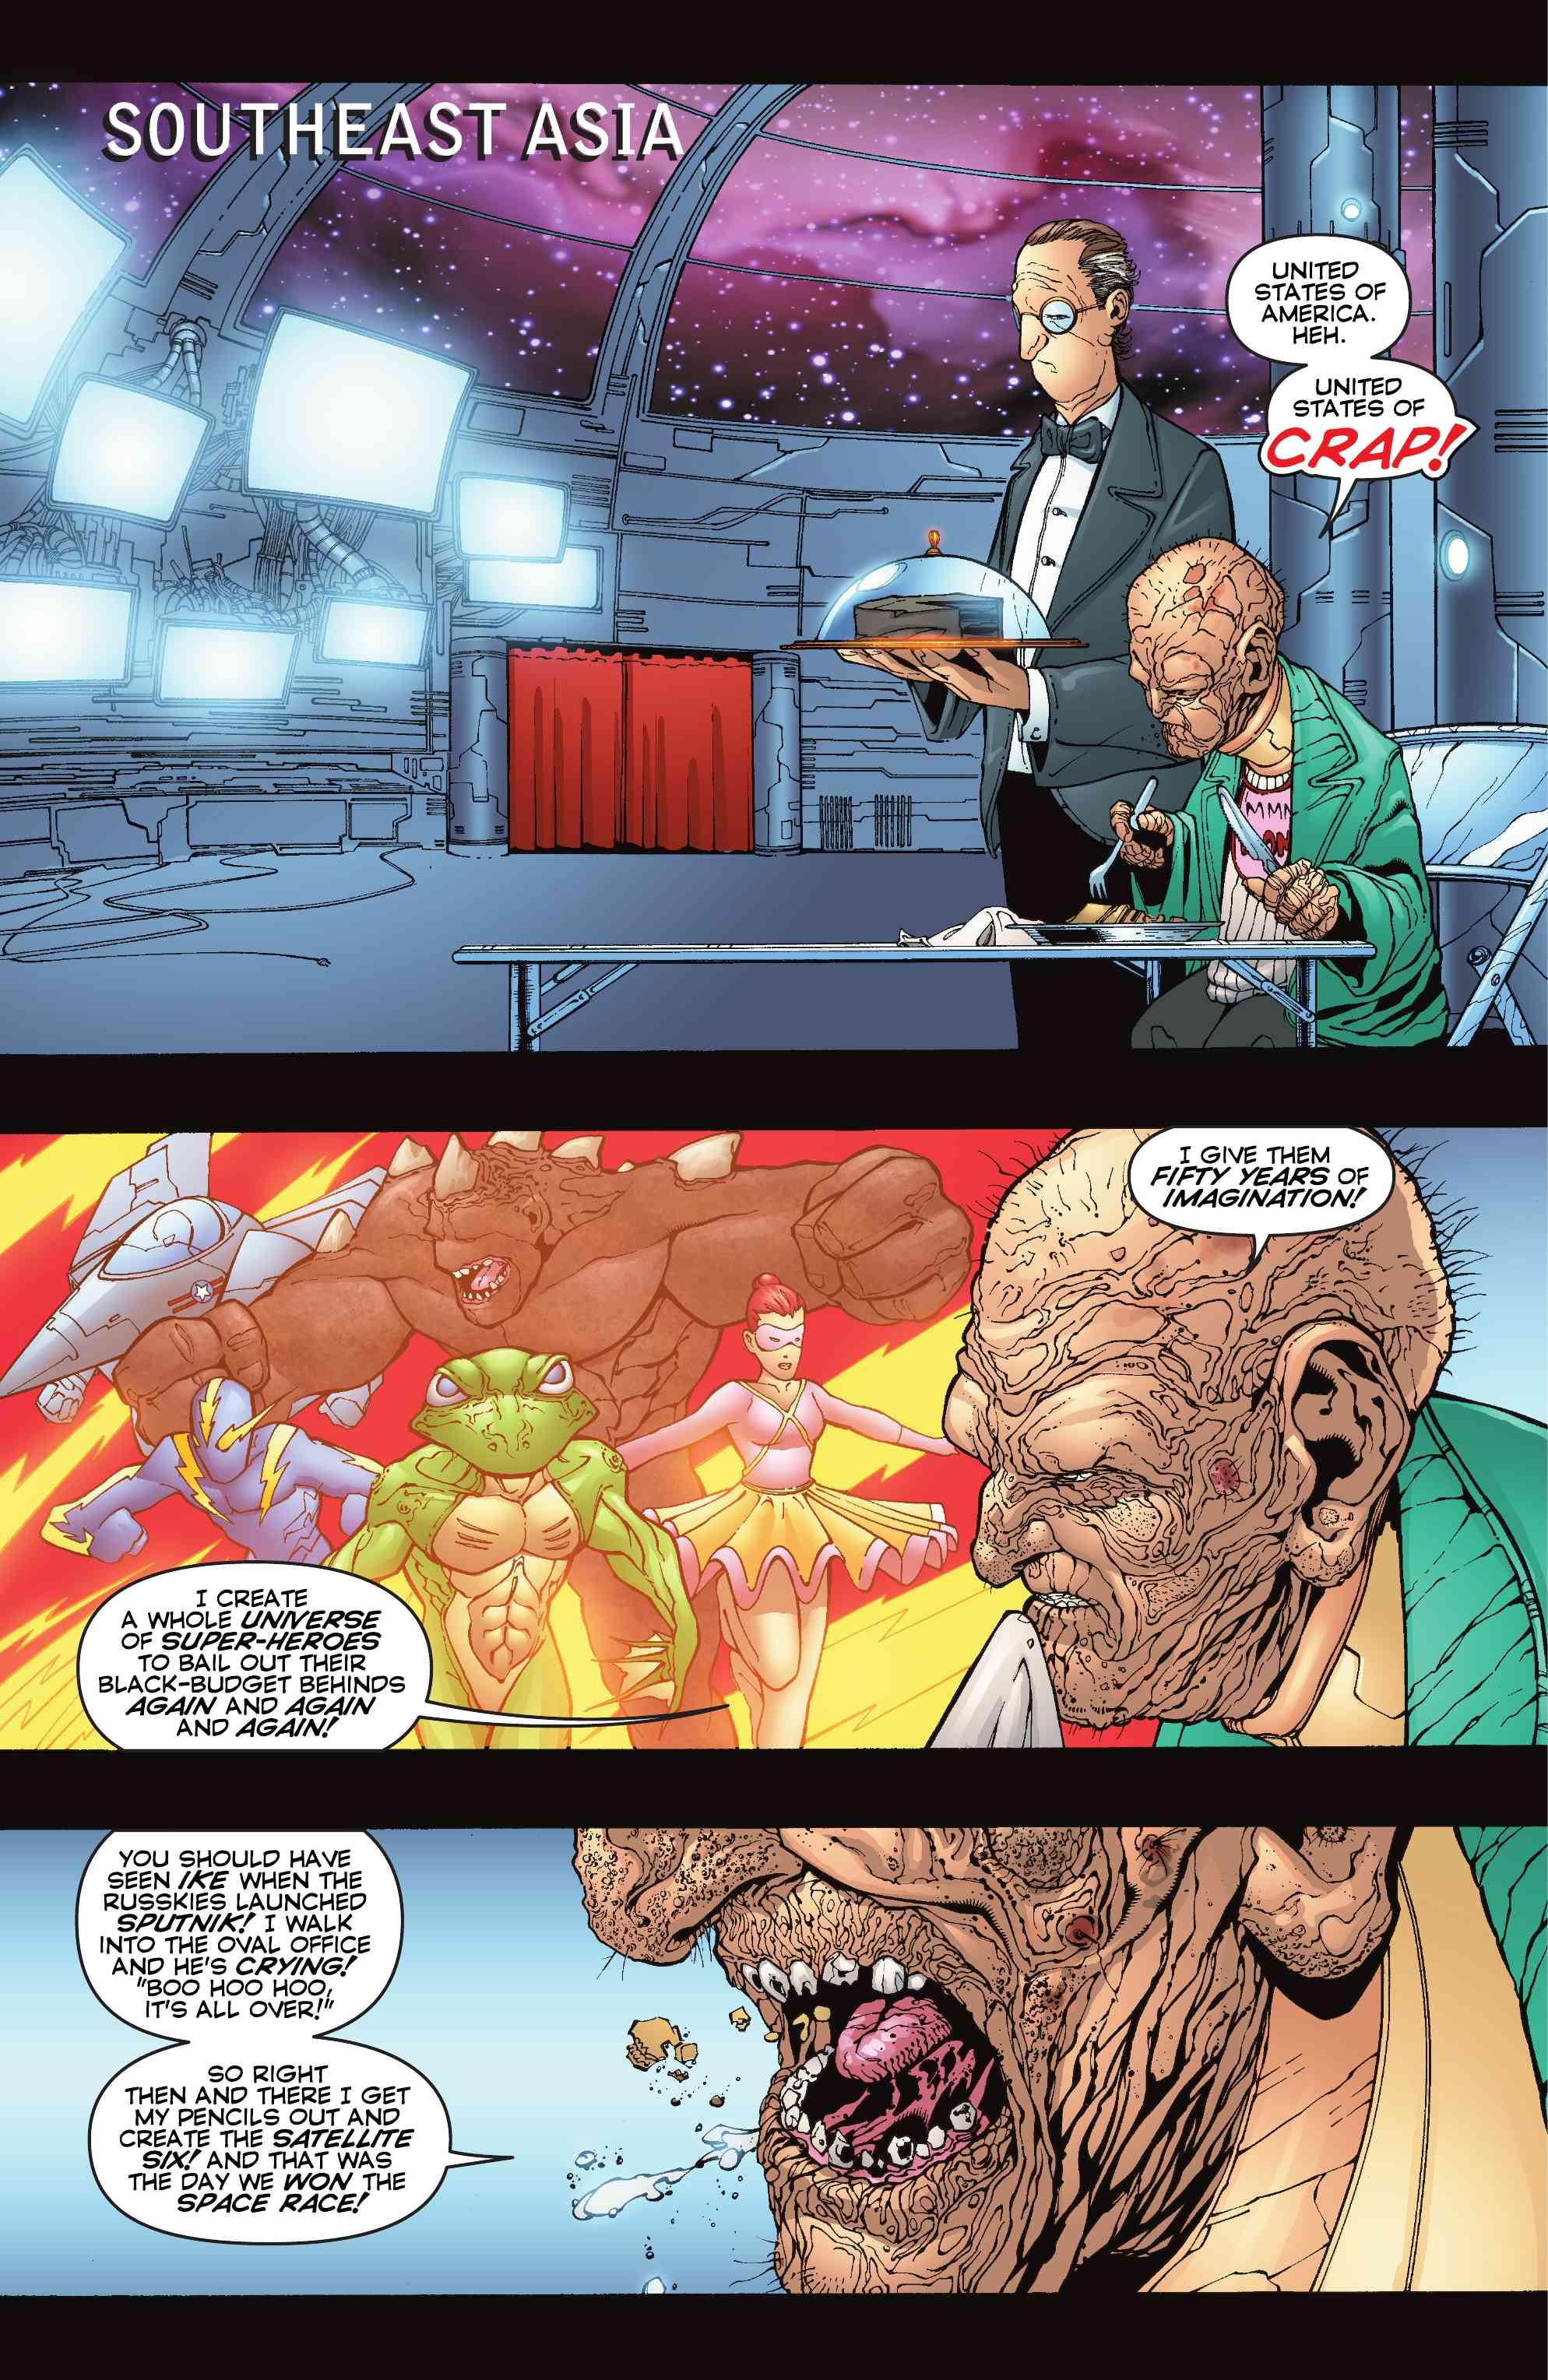 SOUTHEAST ASIA
UNITED
STATES OF
AMERICA.
HEH.
UNITED
STATES OF
CRAP!
I GIVE THEM
FIFTY YEARS OF
IMAGINATION!
I CREATE
A WHOLE UNIVERSE
OF SUPER-HEROES
TO BAIL OUT THEIR
BLACK-BUDGET BEHINDS
AGAIN AND AGAIN
AND AGAIN!
YOU SHOULD HAVE
SEEN IKE WHEN THE
RUSSKIES LAUNCHED
SPUTNIK! I WALK
INTO THE OVAL OFFICE
AND HE'S CRYING!
"BOO HOO HOO,
IT'S ALL OVER!"
SO RIGHT
THEN AND THERE I GET
MY PENCILS OUT AND
CREATE THE SATELLITE
SIX! AND THAT WAS
THE DAY WE WON THE
SPACE RACE!